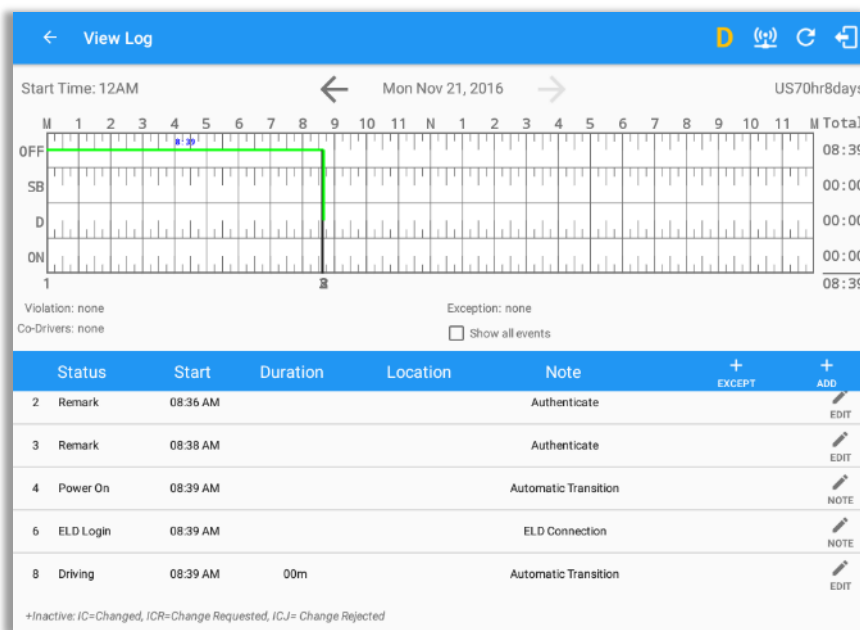 View Log D
Start Time: 12AM Mon Nov 21, 2016 US70hr8days
M 1 2 3 4 5 6 7 8 9 10 11 N 1 2 3 4 5 6 7 8 9 10 11 M Total
8:39
OFF 08:39
SB 00:00
D 00:00
ON 00:00
1 08:39
Violation: none Exception: none
Co-Drivers: none Show all events
Status Start Duration Location Note + EXCEPT + ADD
2 Remark 08:36 AM Authenticate EDIT
3 Remark 08:38 AM Authenticate EDIT
4 Power On 08:39 AM Automatic Transition NOTE
6 ELD Login 08:39 AM ELD Connection NOTE
8 Driving 08:39 AM 00m Automatic Transition EDIT
+Inactive: IC=Changed, ICR=Change Requested, ICJ= Change Rejected